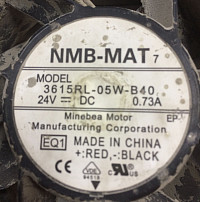 NMB-MAT 7
MODEL
3615RL-05W-B40
24V ⎓ DC 0.73A
Minebea Motor
Manufacturing Corporation EP
EQ1 MADE IN CHINA
+:RED,-:BLACK